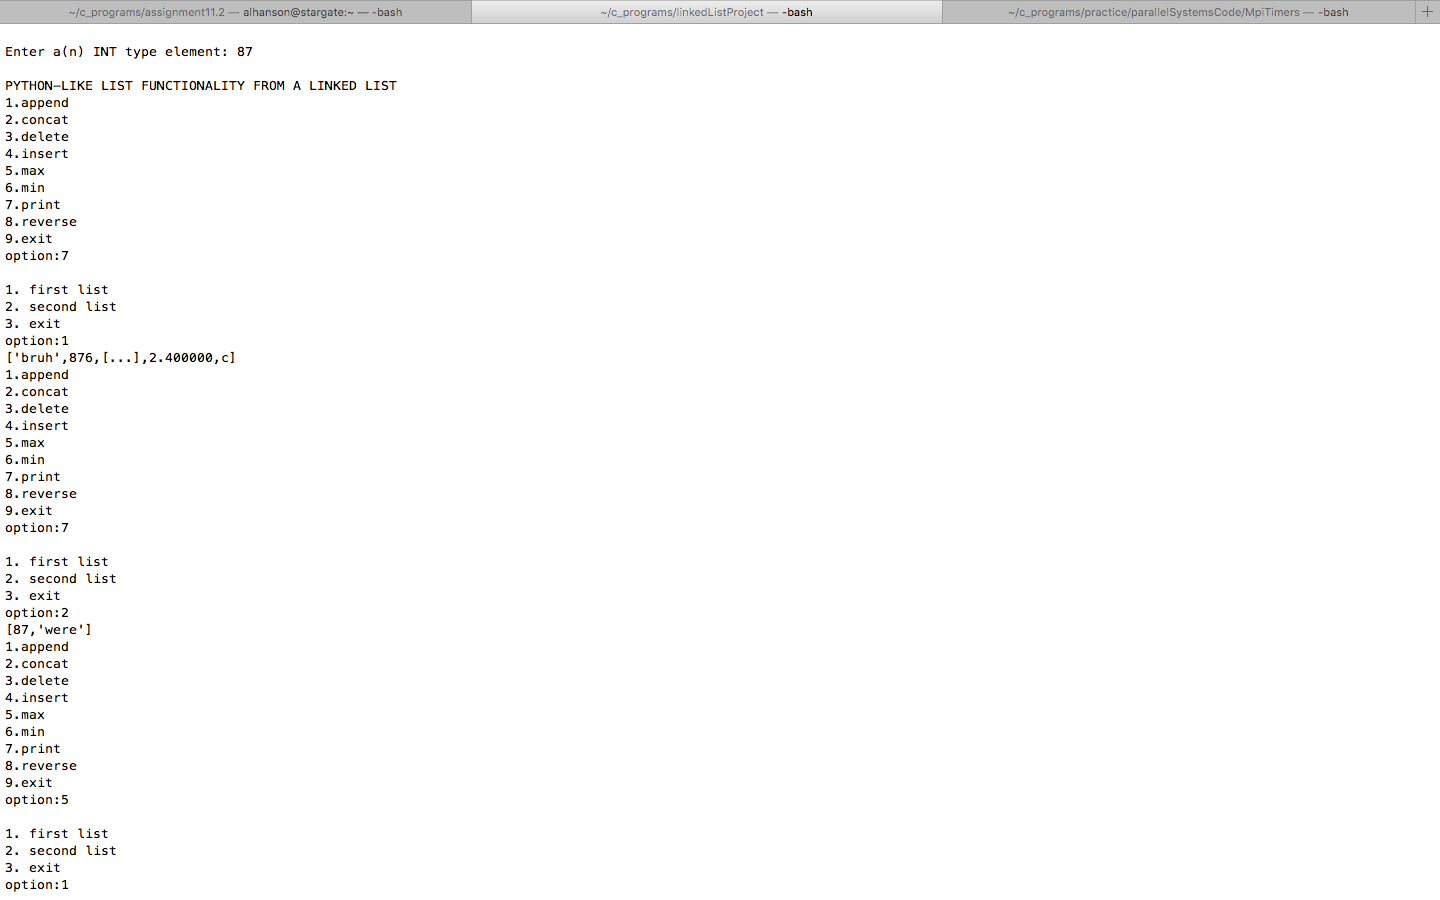 ~/c_programs/assignment11.2 — alhanson@stargate:~ — -bash
~/c_programs/linkedListProject — -bash
~/c_programs/practice/parallelSystemsCode/MpiTimers — -bash
+
Enter a(n) INT type element: 87
PYTHON-LIKE LIST FUNCTIONALITY FROM A LINKED LIST
1.append
2.concat
3.delete
4.insert
5.max
6.min
7.print
8.reverse
9.exit
option:7
1. first list
2. second list
3. exit
option:1
['bruh',876,[...],2.400000,c]
1.append
2.concat
3.delete
4.insert
5.max
6.min
7.print
8.reverse
9.exit
option:7
1. first list
2. second list
3. exit
option:2
[87,'were']
1.append
2.concat
3.delete
4.insert
5.max
6.min
7.print
8.reverse
9.exit
option:5
1. first list
2. second list
3. exit
option:1